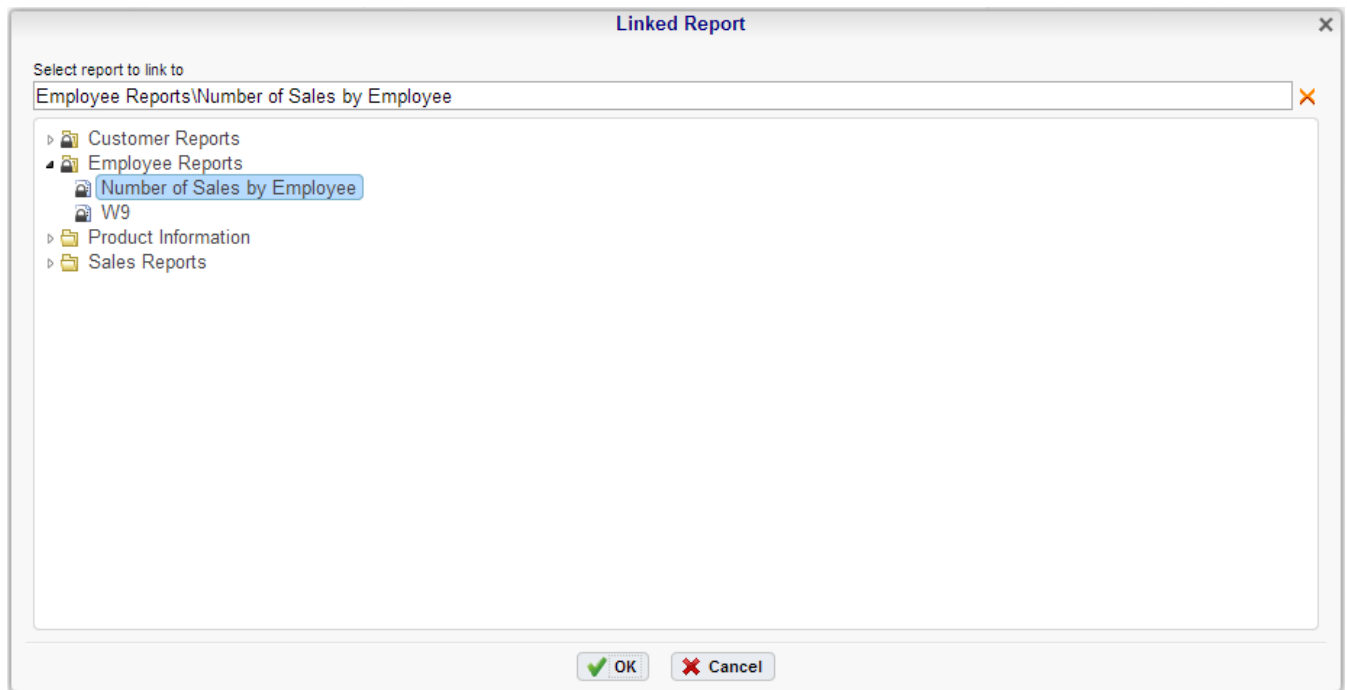 Linked Report
Select report to link to
Employee Reports\Number of Sales by Employee
Customer Reports
Employee Reports
Number of Sales by Employee
W9
Product Information
Sales Reports
OK
Cancel